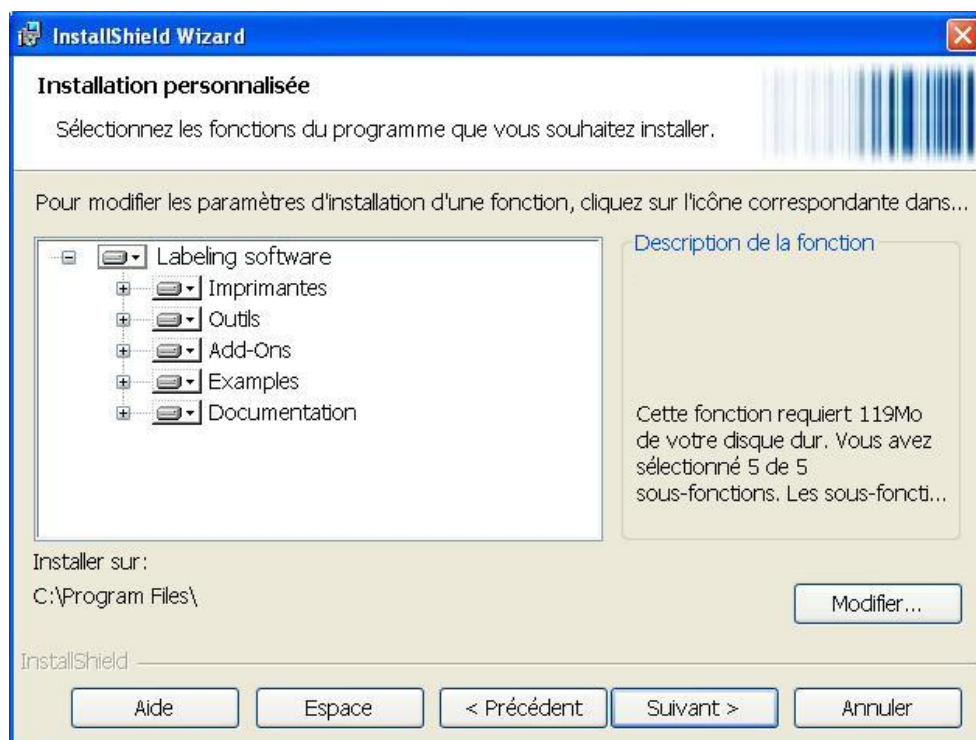 InstallShield Wizard
Installation personnalisée
Sélectionnez les fonctions du programme que vous souhaitez installer.
Pour modifier les paramètres d'installation d'une fonction, cliquez sur l'icône correspondante dans...
Labeling software
Imprimantes
Outils
Add-Ons
Examples
Documentation
Description de la fonction
Cette fonction requiert 119Mo
de votre disque dur. Vous avez
sélectionné 5 de 5
sous-fonctions. Les sous-foncti...
Installer sur:
C:\Program Files\
Modifier...
InstallShield
Aide
Espace
< Précédent
Suivant >
Annuler